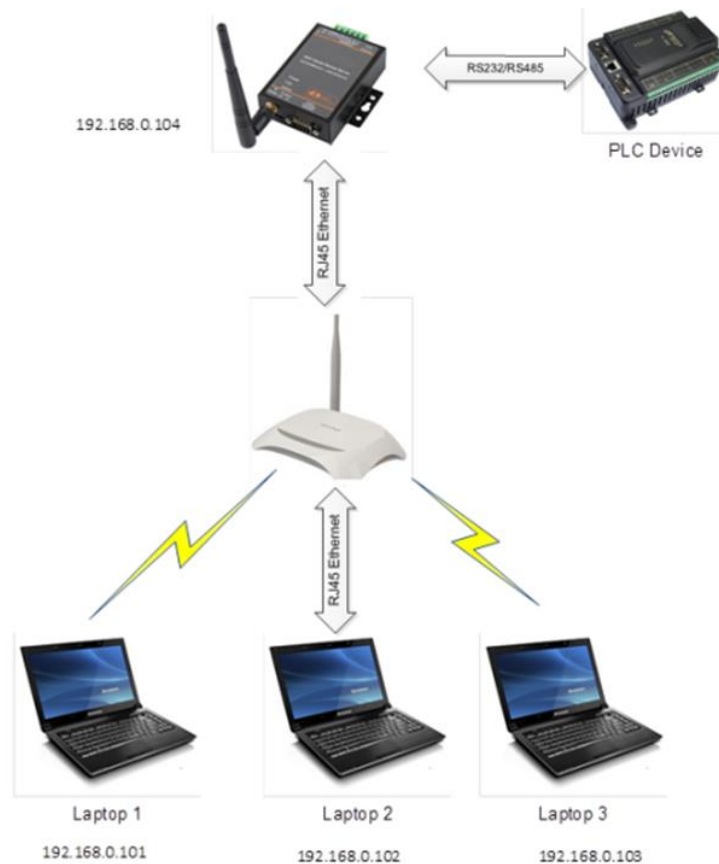 RS232/RS485
192.168.0.104
PLC Device
RJ45 Ethernet
RJ45 Ethernet
Laptop 1
Laptop 2
Laptop 3
192.168.0.101
192.168.0.102
192.168.0.103